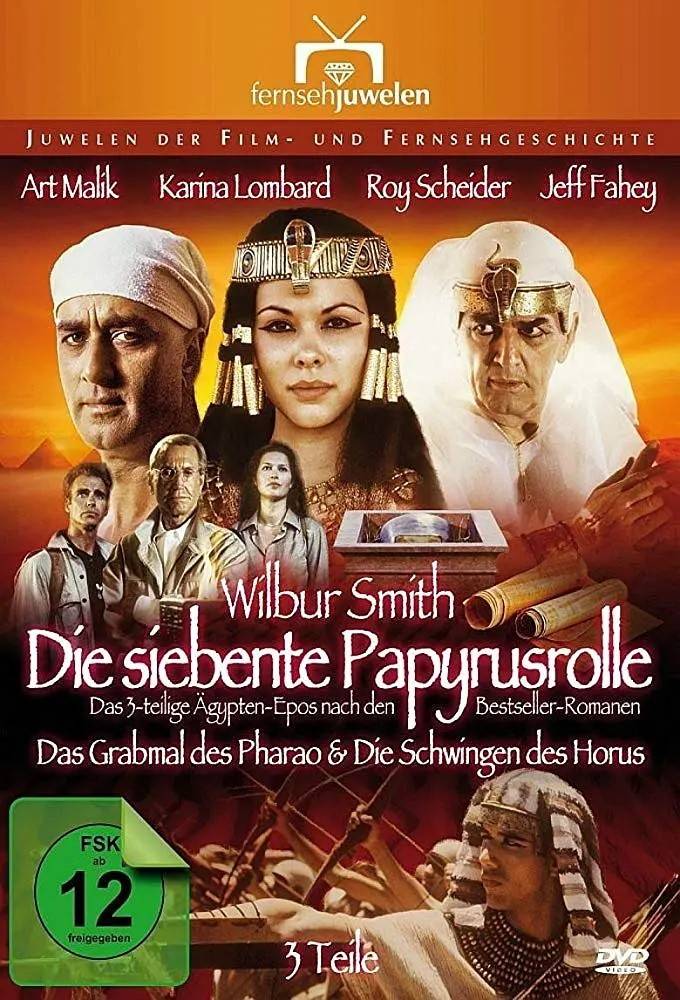 fernsehjuwelen
Juwelen der Film- und Fernsehgeschichte
Art Malik Karina Lombard Roy Scheider Jeff Fahey
Wilbur Smith
Die siebente Papyrusrolle
Das 3-teilige Ägypten-Epos nach den Bestseller-Romanen
Das Grabmal des Pharao & Die Schwingen des Horus
FSK
ab
12
freigegeben
3 Teile
DVD
VIDEO